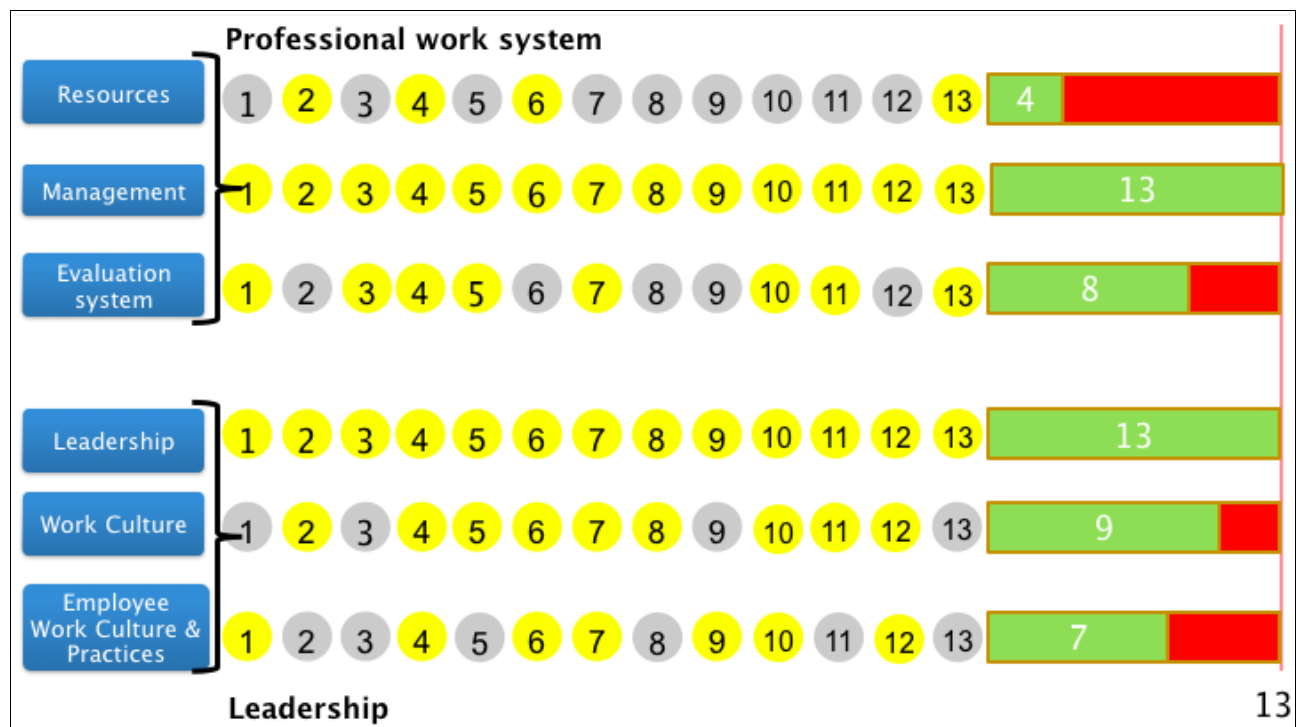 Professional work system
Resources
1 2 3 4 5 6 7 8 9 10 11 12 13 4
Management
1 2 3 4 5 6 7 8 9 10 11 12 13 13
Evaluation
system
1 2 3 4 5 6 7 8 9 10 11 12 13 8
Leadership
1 2 3 4 5 6 7 8 9 10 11 12 13 13
Work Culture
1 2 3 4 5 6 7 8 9 10 11 12 13 9
Employee
Work Culture &
Practices
1 2 3 4 5 6 7 8 9 10 11 12 13 7
Leadership
13